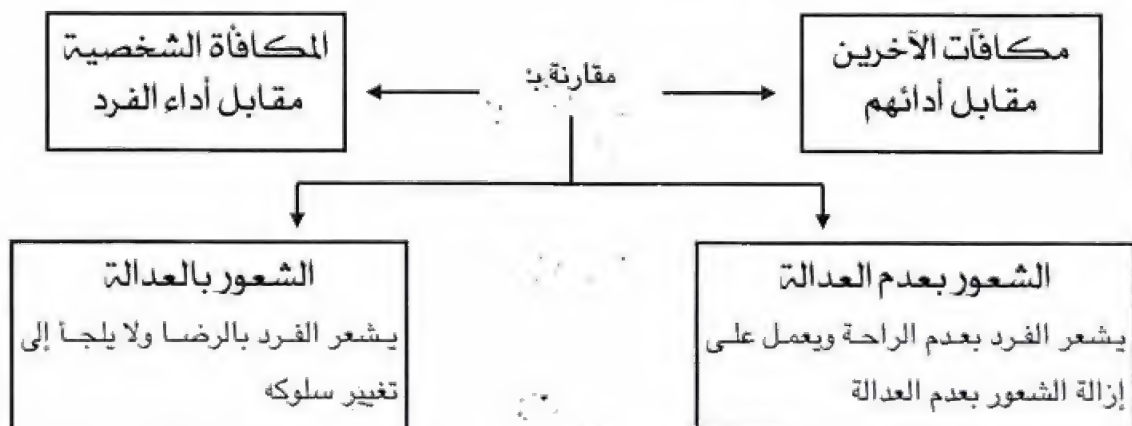 مكافآت الآخرين
مقابل أدائهم
مقارنة بـ:
المكافأة الشخصية
مقابل أداء الفرد
الشعور بعدم العدالة
يشعر الفرد بعدم الراحة ويعمل على
إزالة الشعور بعدم العدالة
الشعور بالعدالة
يشعر الفرد بالرضا ولا يلجأ إلى
تغيير سلوكه